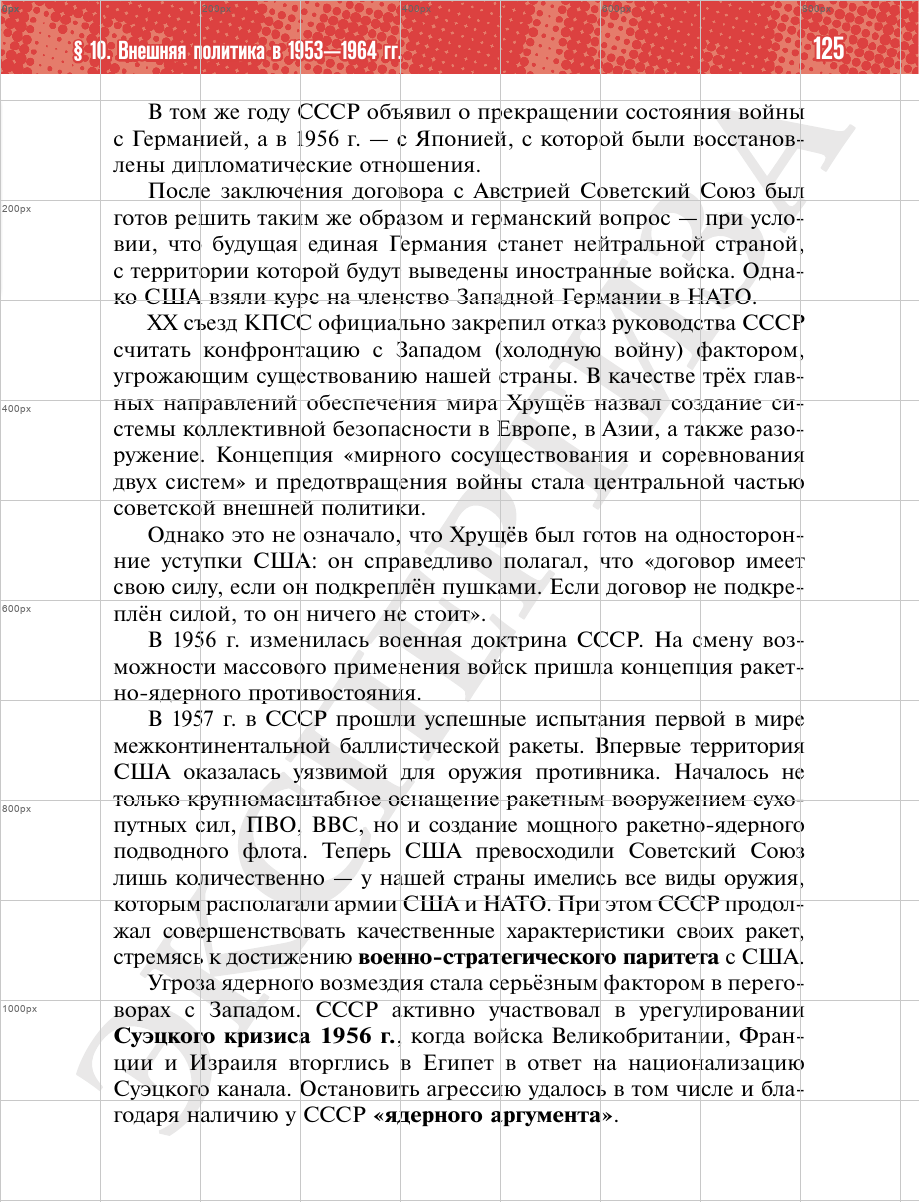 § 10. Внешняя политика в 1953—1964 гг.
125
В том же году СССР объявил о прекращении состояния войны
с Германией, а в 1956 г. — с Японией, с которой были восстанов-
лены дипломатические отношения.
После заключения договора с Австрией Советский Союз был
готов решить таким же образом и германский вопрос — при усло-
вии, что будущая единая Германия станет нейтральной страной,
200px
с территории которой будут выведены иностранные войска. Одна-
ко США взяли курс на членство Западной Германии в НАТО.
XX съезд КПСС официально закрепил отказ руководства СССР
считать конфронтацию с Западом (холодную войну) фактором,
угрожающим существованию нашей страны. В качестве трёх глав-
ных направлений обеспечения мира Хрущёв назвал создание си-
400px
стемы коллективной безопасности в Европе, в Азии, а также разо-
ружение. Концепция «мирного сосуществования и соревнования
двух систем» и предотвращения войны стала центральной частью
советской внешней политики.
Однако это не означало, что Хрущёв был готов на односторон-
ние уступки США: он справедливо полагал, что «договор имеет
свою силу, если он подкреплён пушками. Если договор не подкре-
плён силой, то он ничего не стоит».
600px
В 1956 г. изменилась военная доктрина СССР. На смену воз-
можности массового применения войск пришла концепция ракет-
но-ядерного противостояния.
В 1957 г. в СССР прошли успешные испытания первой в мире
межконтинентальной баллистической ракеты. Впервые территория
США оказалась уязвимой для оружия противника. Началось не
только крупномасштабное оснащение ракетным вооружением сухо-
800px
путных сил, ПВО, ВВС, но и создание мощного ракетно-ядерного
подводного флота. Теперь США превосходили Советский Союз
лишь количественно — у нашей страны имелись все виды оружия,
которым располагали армии США и НАТО. При этом СССР продол-
жал совершенствовать качественные характеристики своих ракет,
стремясь к достижению военно-стратегического паритета с США.
Угроза ядерного возмездия стала серьёзным фактором в перего-
ворах с Западом. СССР активно участвовал в урегулировании
1000px
Суэцкого кризиса 1956 г., когда войска Великобритании, Фран-
ции и Израиля вторглись в Египет в ответ на национализацию
Суэцкого канала. Остановить агрессию удалось в том числе и бла-
годаря наличию у СССР «ядерного аргумента».
ЭКСПЕРТИЗА